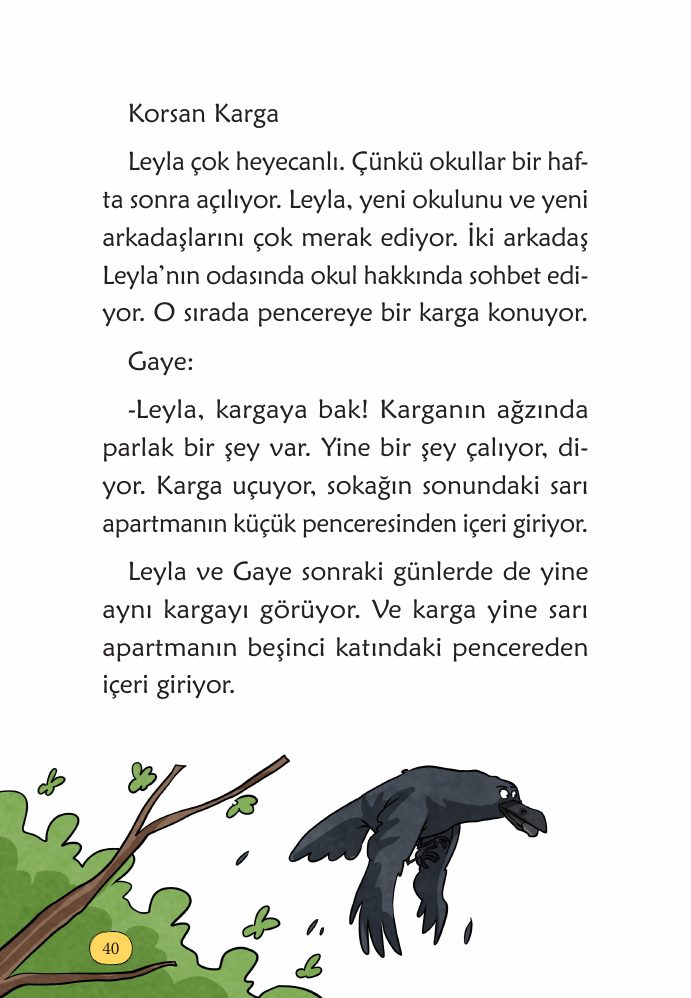 Korsan Karga
Leyla çok heyecanlı. Çünkü okullar bir haf-
ta sonra açılıyor. Leyla, yeni okulunu ve yeni
arkadaşlarını çok merak ediyor. İki arkadaş
Leyla’nın odasında okul hakkında sohbet edi-
yor. O sırada pencereye bir karga konuyor.
Gaye:
-Leyla, kargaya bak! Karganın ağzında
parlak bir şey var. Yine bir şey çalıyor, di-
yor. Karga uçuyor, sokağın sonundaki sarı
apartmanın küçük penceresinden içeri giriyor.
Leyla ve Gaye sonraki günlerde de yine
aynı kargayı görüyor. Ve karga yine sarı
apartmanın beşinci katındaki pencereden
içeri giriyor.
40